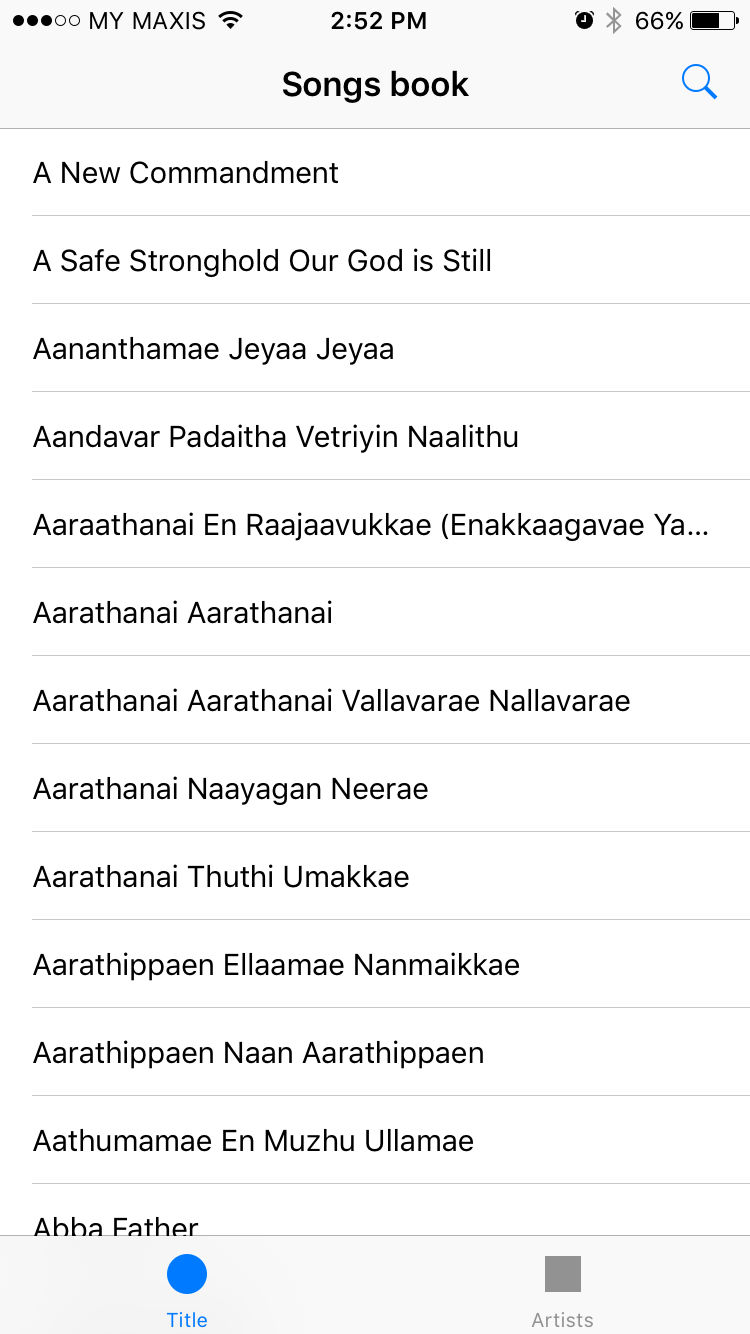 MY MAXIS 2:52 PM 66%
Songs book
A New Commandment
A Safe Stronghold Our God is Still
Aananthamae Jeyaa Jeyaa
Aandavar Padaitha Vetriyin Naalithu
Aaraathanai En Raajaavukkae (Enakkaagavae Ya...
Aarathanai Aarathanai
Aarathanai Aarathanai Vallavarae Nallavarae
Aarathanai Naayagan Neerae
Aarathanai Thuthi Umakkae
Aarathippaen Ellaamae Nanmaikkae
Aarathippaen Naan Aarathippaen
Aathumamae En Muzhu Ullamae
Abba Father
Title Artists